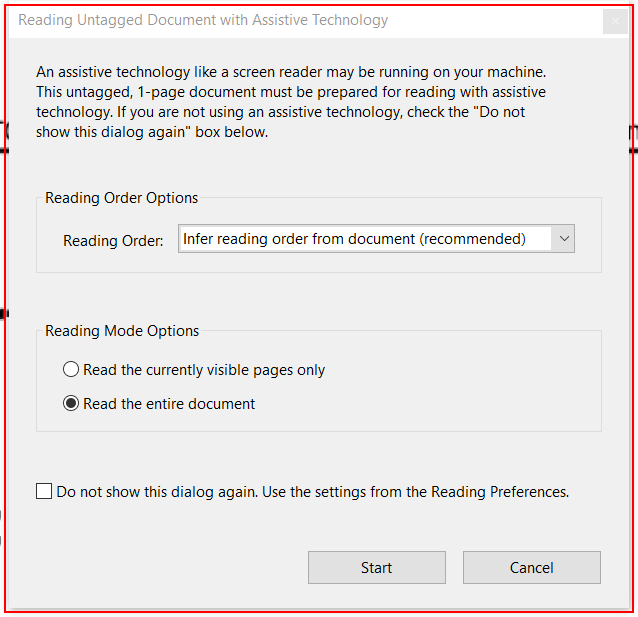 Reading Untagged Document with Assistive Technology
An assistive technology like a screen reader may be running on your machine.
This untagged, 1-page document must be prepared for reading with assistive
technology. If you are not using an assistive technology, check the "Do not
show this dialog again" box below.
Reading Order Options
Reading Order: Infer reading order from document (recommended)
Reading Mode Options
Read the currently visible pages only
Read the entire document
Do not show this dialog again. Use the settings from the Reading Preferences.
Start Cancel